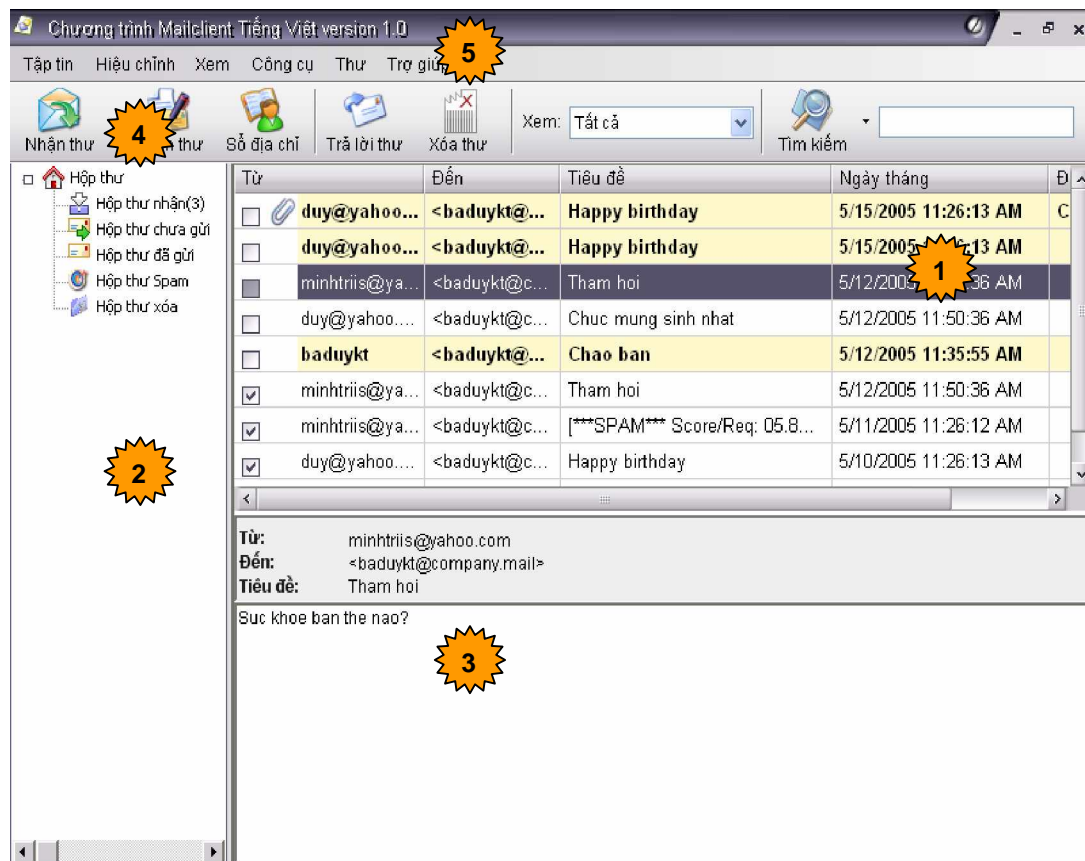 Chương trình Mailclient Tiếng Việt version 1.0
5
Tập tin Hiệu chỉnh Xem Công cụ Thư Trợ giúp
4
Nhận thư thư Sổ địa chỉ Trả lời thư Xóa thư Xem: Tất cả Tìm kiếm
Hộp thư
Hộp thư nhận(3)
Hộp thư chưa gửi
Hộp thư đã gửi
Hộp thư Spam
Hộp thư xóa
2
Từ Đến Tiêu đề Ngày tháng Đ
duy@yahoo... <baduykt@... Happy birthday 5/15/2005 11:26:13 AM C
duy@yahoo... <baduykt@... Happy birthday 5/15/2005 :13 AM
1
minhtriis@ya... <baduykt@c... Tham hoi 5/12/2005 :36 AM
duy@yahoo.... <baduykt@c... Chuc mung sinh nhat 5/12/2005 11:50:36 AM
baduykt <baduykt@... Chao ban 5/12/2005 11:35:55 AM
minhtriis@ya... <baduykt@c... Tham hoi 5/12/2005 11:50:36 AM
minhtriis@ya... <baduykt@c... [***SPAM*** Score/Req: 05.8... 5/11/2005 11:26:12 AM
duy@yahoo.... <baduykt@c... Happy birthday 5/10/2005 11:26:13 AM
Từ: minhtriis@yahoo.com
Đến: <baduykt@company.mail>
Tiêu đề: Tham hoi
Suc khoe ban the nao?
3